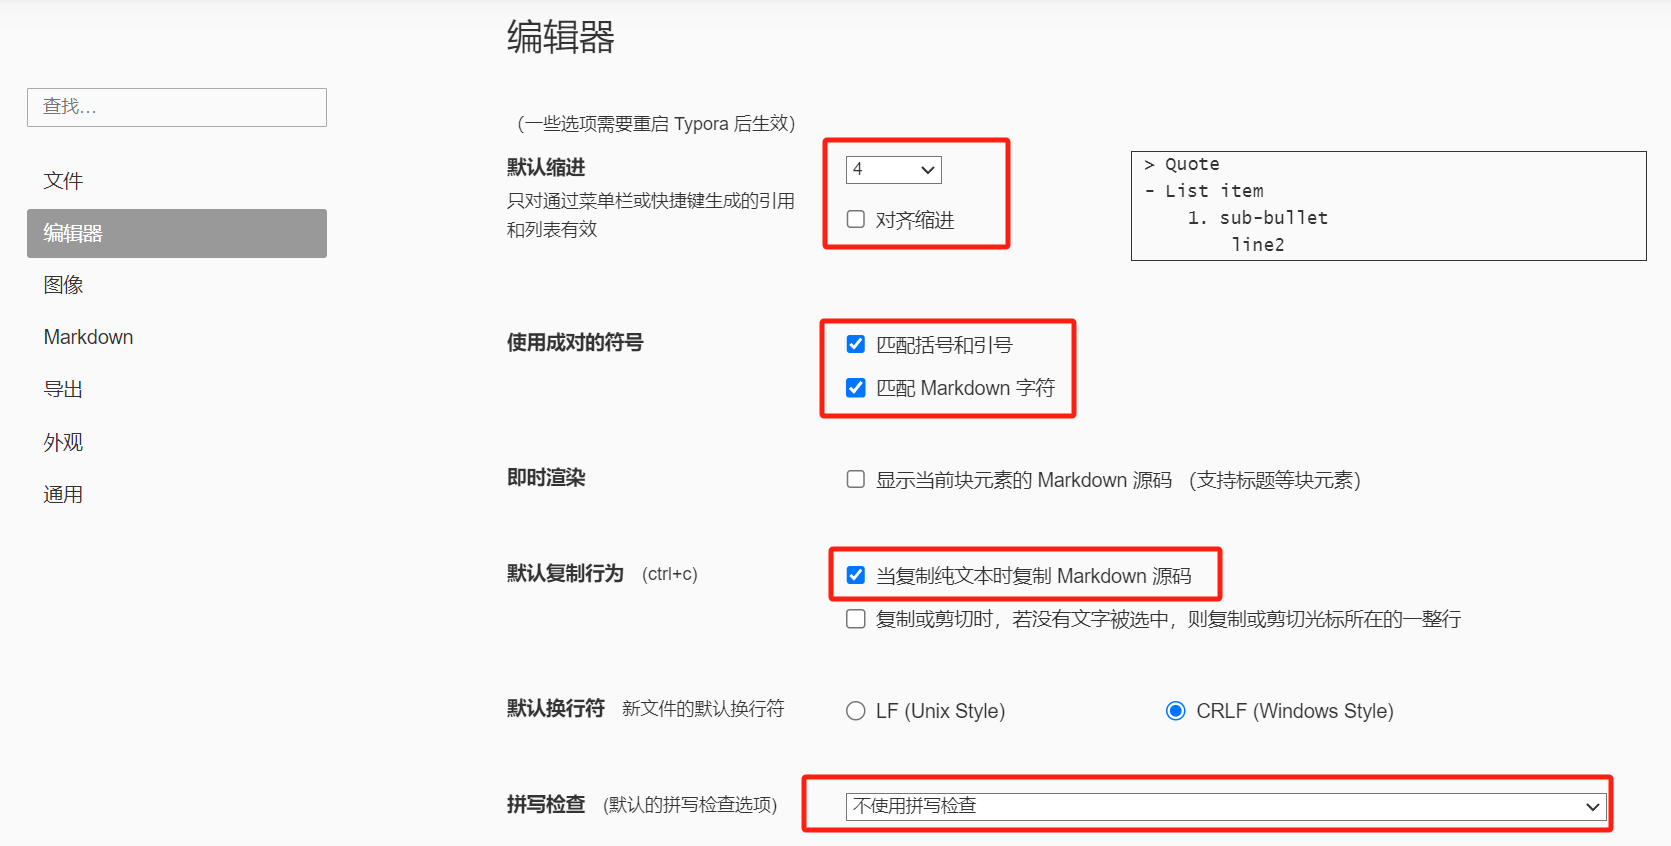 编辑器
查找...
文件
编辑器
图像
Markdown
导出
外观
通用
（一些选项需要重启 Typora 后生效）
默认缩进
只对通过菜单栏或快捷键生成的引用
和列表有效
4
对齐缩进
> Quote
- List item
1. sub-bullet
line2
使用成对的符号
匹配括号和引号
匹配 Markdown 字符
即时渲染
显示当前块元素的 Markdown 源码 （支持标题等块元素）
默认复制行为 (ctrl+c)
当复制纯文本时复制 Markdown 源码
复制或剪切时，若没有文字被选中，则复制或剪切光标所在的一整行
默认换行符 新文件的默认换行符
LF (Unix Style)
CRLF (Windows Style)
拼写检查 (默认的拼写检查选项)
不使用拼写检查